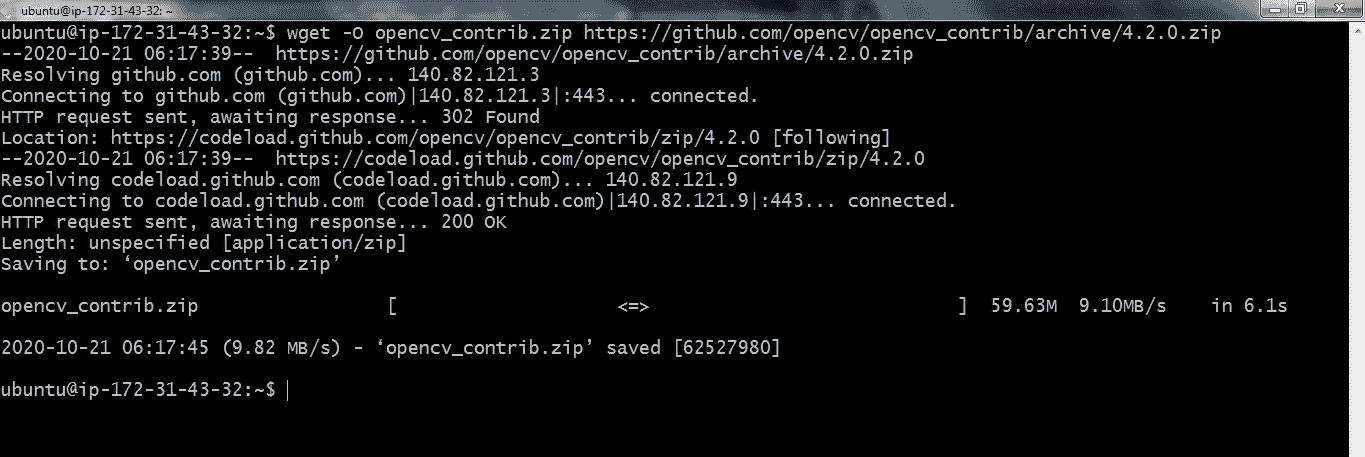 ubuntu@ip-172-31-43-32: ~
ubuntu@ip-172-31-43-32:~$ wget -O opencv_contrib.zip https://github.com/opencv/opencv_contrib/archive/4.2.0.zip
--2020-10-21 06:17:39--  https://github.com/opencv/opencv_contrib/archive/4.2.0.zip
Resolving github.com (github.com)... 140.82.121.3
Connecting to github.com (github.com)|140.82.121.3|:443... connected.
HTTP request sent, awaiting response... 302 Found
Location: https://codeload.github.com/opencv/opencv_contrib/zip/4.2.0 [following]
--2020-10-21 06:17:39--  https://codeload.github.com/opencv/opencv_contrib/zip/4.2.0
Resolving codeload.github.com (codeload.github.com)... 140.82.121.9
Connecting to codeload.github.com (codeload.github.com)|140.82.121.9|:443... connected.
HTTP request sent, awaiting response... 200 OK
Length: unspecified [application/zip]
Saving to: ‘opencv_contrib.zip’
opencv_contrib.zip [ <=> ] 59.63M 9.10MB/s in 6.1s
2020-10-21 06:17:45 (9.82 MB/s) - ‘opencv_contrib.zip’ saved [62527980]
ubuntu@ip-172-31-43-32:~$